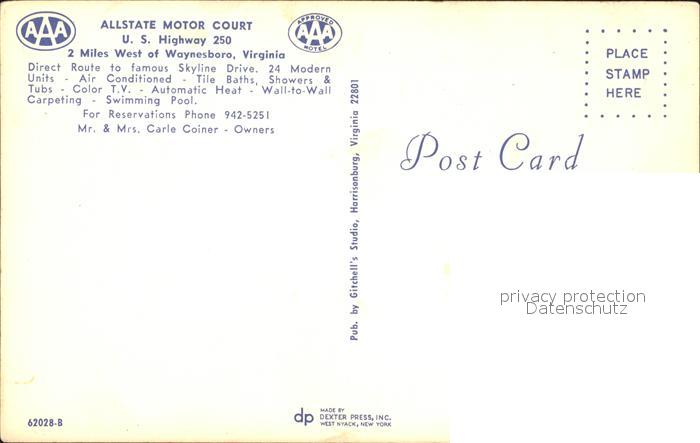 AAA
ALLSTATE MOTOR COURT
U. S. Highway 250
2 Miles West of Waynesboro, Virginia
APPROVED
AAA
MOTEL
Direct Route to famous Skyline Drive. 24 Modern
Units - Air Conditioned - Tile Baths, Showers &
Tubs - Color T.V. - Automatic Heat - Wall-to-Wall
Carpeting - Swimming Pool.
For Reservations Phone 942-5251
Mr. & Mrs. Carle Coiner - Owners
62028-B
Pub. by Gitchell's Studio, Harrisonburg, Virginia 22801
dp
MADE BY
DEXTER PRESS, INC.
WEST NYACK, NEW YORK
PLACE
STAMP
HERE
Post Card
privacy protection
Datenschutz